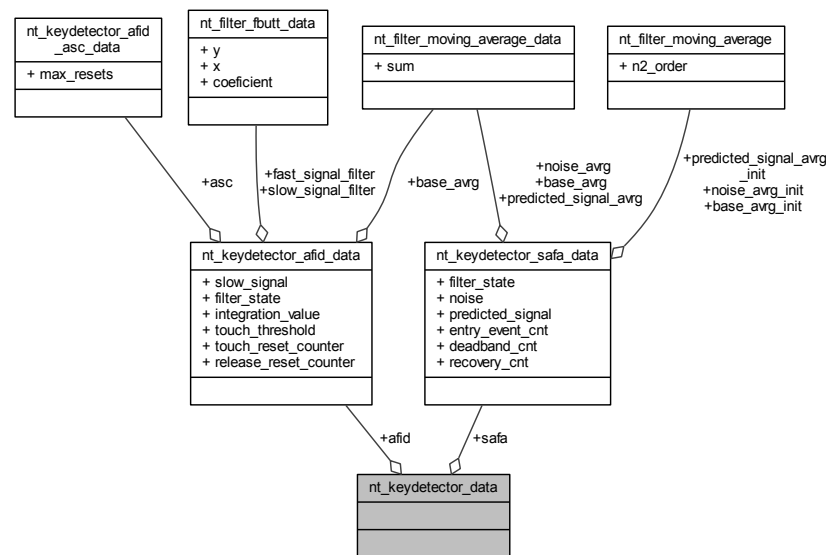 nt_keydetector_afid
_asc_data
+ max_resets
nt_filter_fbutt_data
+ y
+ x
+ coeficient
nt_filter_moving_average_data
+ sum
nt_filter_moving_average
+ n2_order
+asc
+fast_signal_filter
+slow_signal_filter
+base_avrg
+noise_avrg
+base_avrg
+predicted_signal_avrg
+predicted_signal_avrg
_init
+noise_avrg_init
+base_avrg_init
nt_keydetector_afid_data
+ slow_signal
+ filter_state
+ integration_value
+ touch_threshold
+ touch_reset_counter
+ release_reset_counter
nt_keydetector_safa_data
+ filter_state
+ noise
+ predicted_signal
+ entry_event_cnt
+ deadband_cnt
+ recovery_cnt
+afid
+safa
nt_keydetector_data